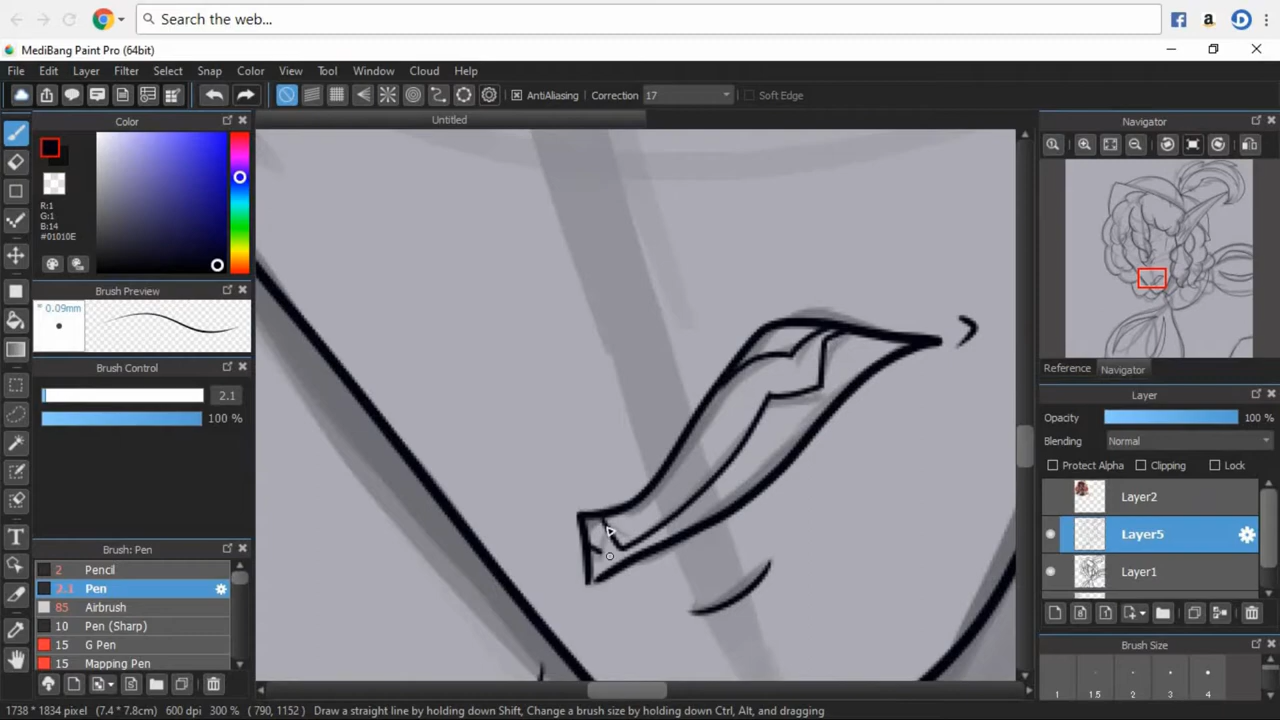 Search the web...
MediBang Paint Pro (64bit)
File Edit Layer Filter Select Snap Color View Tool Window Cloud Help
AntiAliasing Correction 17 Soft Edge
Color
Untitled
Navigator
R:1
G:1
B:14
#01010E
Brush Preview
0.09mm
Brush Control
2.1
100 %
Reference Navigator
Layer
Opacity 100 %
Blending Normal
Protect Alpha Clipping Lock
Layer2
Layer5
Layer1
Brush: Pen
2 Pencil
2.1 Pen
85 Airbrush
10 Pen (Sharp)
15 G Pen
15 Mapping Pen
Brush Size
1 1.5 2 3 4
1738 * 1834 pixel (7.4 * 7.8cm) 600 dpi 300 % ( 790, 1152 ) Draw a straight line by holding down Shift, Change a brush size by holding down Ctrl, Alt, and dragging